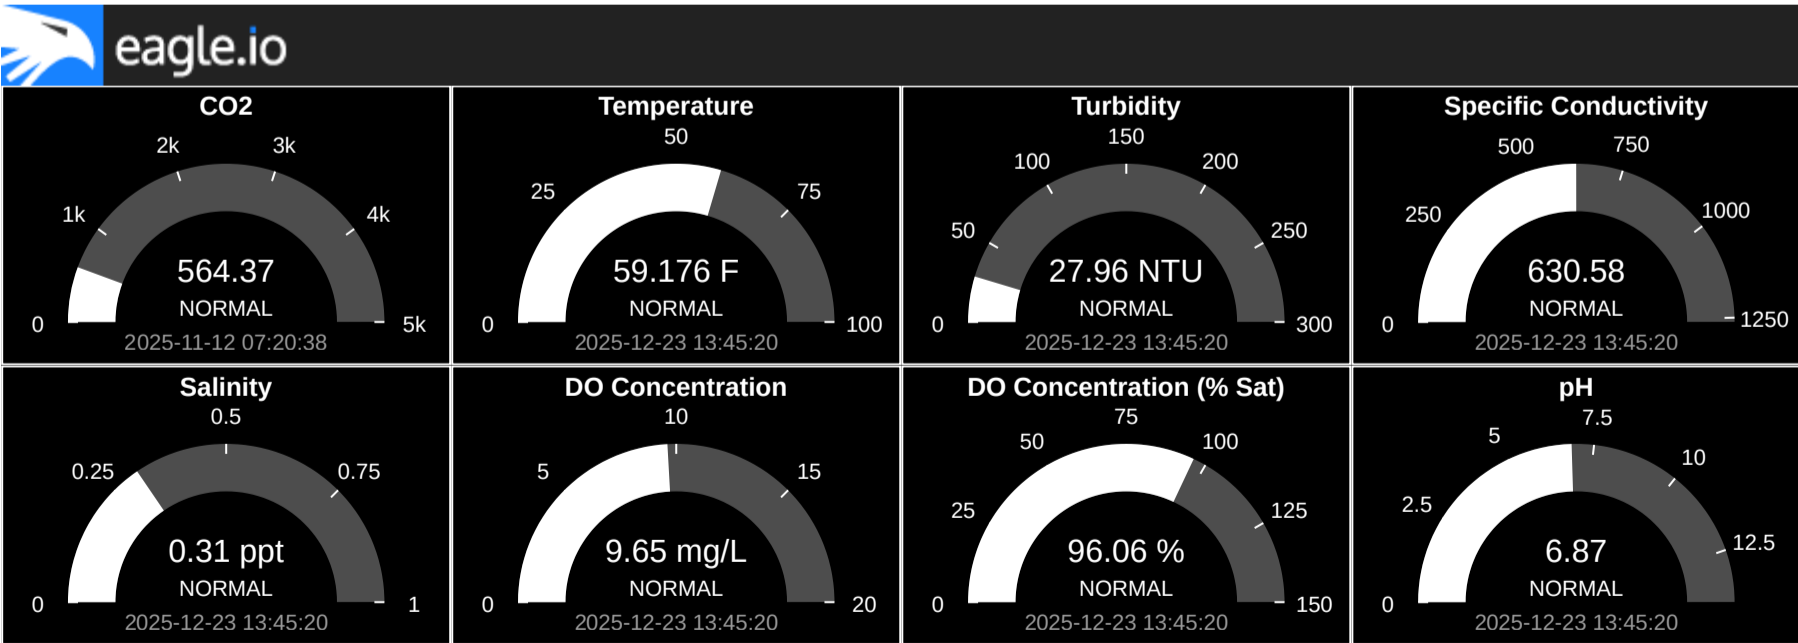 eagle.io
CO2
2k
3k
1k
4k
564.37
NORMAL
0
5k
2025-11-12 07:20:38
Temperature
50
25
75
59.176 F
NORMAL
0
100
2025-12-23 13:45:20
Turbidity
150
100
200
50
250
27.96 NTU
NORMAL
0
300
2025-12-23 13:45:20
Specific Conductivity
500
750
250
1000
630.58
NORMAL
0
1250
2025-12-23 13:45:20
Salinity
0.5
0.25
0.75
0.31 ppt
NORMAL
0
1
2025-12-23 13:45:20
DO Concentration
10
5
15
9.65 mg/L
NORMAL
0
20
2025-12-23 13:45:20
DO Concentration (% Sat)
75
50
100
25
125
96.06 %
NORMAL
0
150
2025-12-23 13:45:20
pH
7.5
5
10
2.5
12.5
6.87
NORMAL
0
2025-12-23 13:45:20